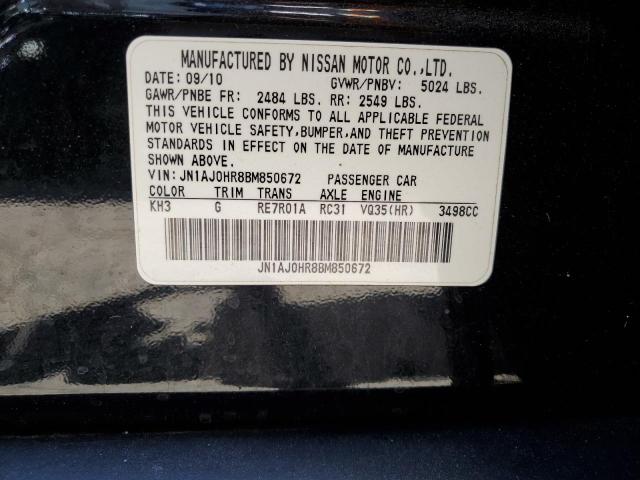 MANUFACTURED BY NISSAN MOTOR CO.,LTD.
DATE: 09/10 GVWR/PNBV: 5024 LBS.
GAWR/PNBE FR: 2484 LBS. RR: 2549 LBS.
THIS VEHICLE CONFORMS TO ALL APPLICABLE FEDERAL
MOTOR VEHICLE SAFETY,BUMPER,AND THEFT PREVENTION
STANDARDS IN EFFECT ON THE DATE OF MANUFACTURE
SHOWN ABOVE.
VIN: JN1AJ0HR8BM850672 PASSENGER CAR
COLOR TRIM TRANS AXLE ENGINE
KH3 G RE7R01A RC31 VQ35(HR) 3498CC
JN1AJ0HR8BM850672